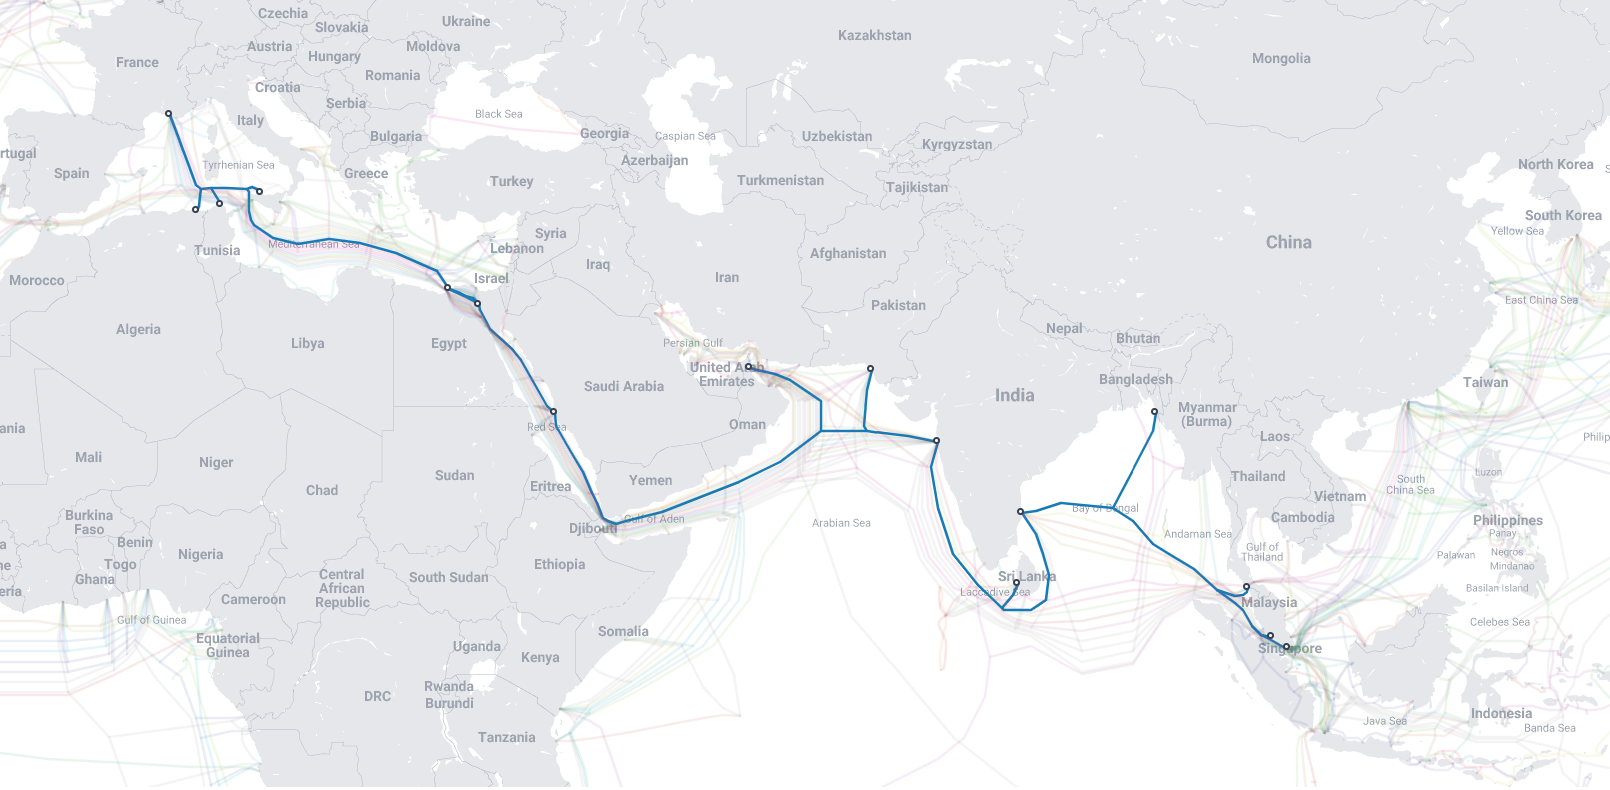 Czechia
Ukraine
Slovakia
Kazakhstan
Austria
Moldova
Hungary
Mongolia
France
Romania
Croatia
Serbia
Black Sea
Italy
Bulgaria
Georgia
Caspian Sea
Uzbekistan
Kyrgyzstan
rtugal
Azerbaijan
North Korea
Spain
Tyrrhenian Sea
Greece
Turkey
Turkmenistan
Tajikistan
South Korea
Yellow Sea
Syria
Lebanon
China
Tunisia
Mediterranean Sea
Iraq
Afghanistan
Morocco
Israel
Iran
East China Sea
Pakistan
Algeria
Libya
Egypt
Persian Gulf
Nepal
Bhutan
United Arab
Emirates
Saudi Arabia
India
Bangladesh
Taiwan
Myanmar
(Burma)
Oman
Red Sea
ania
Laos
Philip
Mali
Niger
Sudan
Yemen
Eritrea
Chad
Thailand
Luzon
South
China Sea
Vietnam
Burkina
Faso
Djibouti
Gulf of Aden
Arabian Sea
Bay of Bengal
Cambodia
Philippines
Panay
Benin
Nigeria
Andaman Sea
Gulf of
Thailand
Togo
Ghana
Ethiopia
Palawan
Negros
Mindanao
Central
African
Republic
South Sudan
Sri Lanka
Laccadive Sea
Basilan Island
eria
Cameroon
Malaysia
Gulf of Guinea
Celebes Sea
Equatorial
Guinea
Somalia
Uganda
Kenya
Singapore
DRC
Rwanda
Burundi
Indonesia
Java Sea
Banda Sea
Tanzania